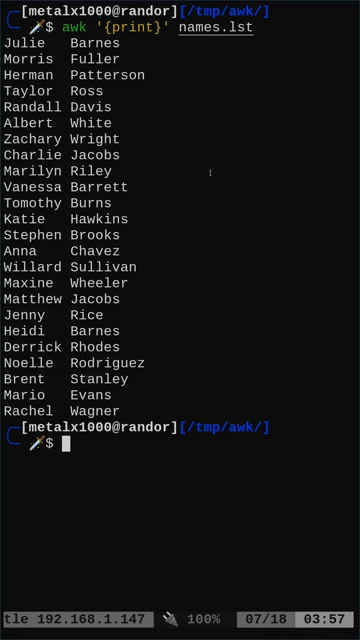 [metalx1000@randor][/tmp/awk/]
$ awk '{print}' names.lst
Julie   Barnes
Morris  Fuller
Herman  Patterson
Taylor  Ross
Randall Davis
Albert  White
Zachary Wright
Charlie Jacobs
Marilyn Riley
Vanessa Barrett
Tomothy Burns
Katie   Hawkins
Stephen Brooks
Anna    Chavez
Willard Sullivan
Maxine  Wheeler
Matthew Jacobs
Jenny   Rice
Heidi   Barnes
Derrick Rhodes
Noelle  Rodriguez
Brent   Stanley
Mario   Evans
Rachel  Wagner
[metalx1000@randor][/tmp/awk/]
$
tle 192.168.1.147 100% 07/18 03:57